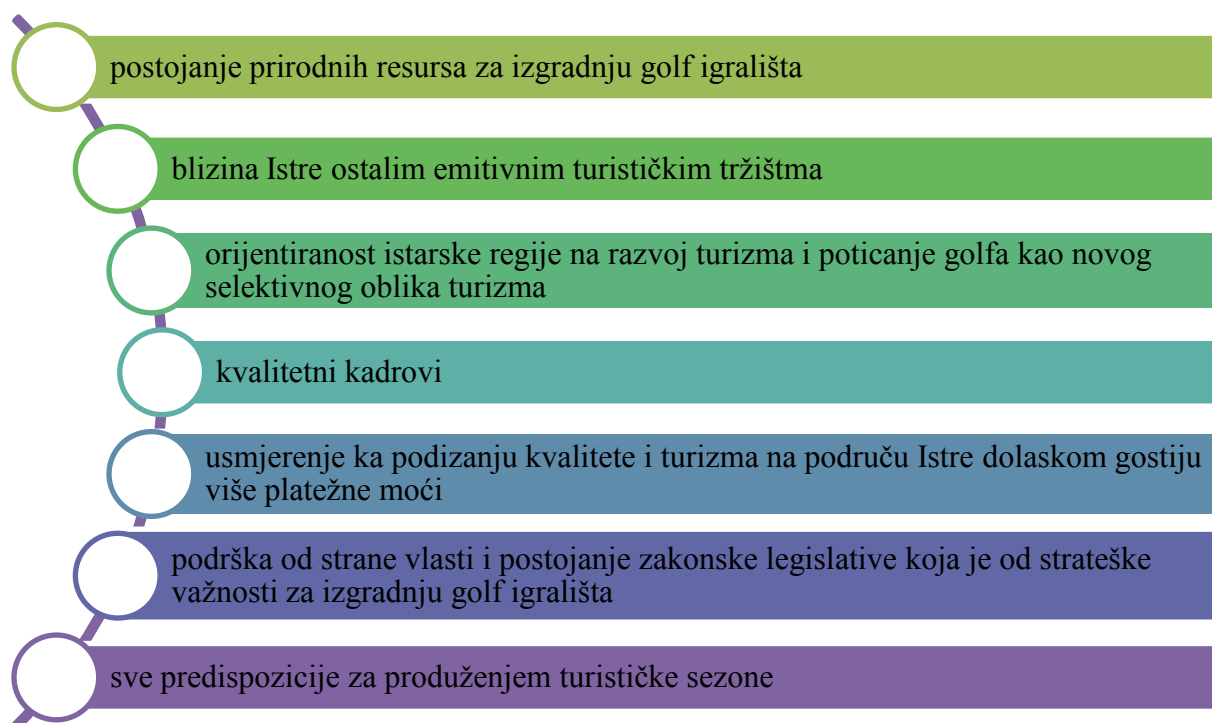 postojanje prirodnih resursa za izgradnju golf igrališta
blizina Istre ostalim emitivnim turističkim tržištma
orijentiranost istarske regije na razvoj turizma i poticanje golfa kao novog
selektivnog oblika turizma
kvalitetni kadrovi
usmjerenje ka podizanju kvalitete i turizma na područu Istre dolaskom gostiju
više platežne moći
podrška od strane vlasti i postojanje zakonske legislative koja je od strateške
važnosti za izgradnju golf igrališta
sve predispozicije za produženjem turističke sezone